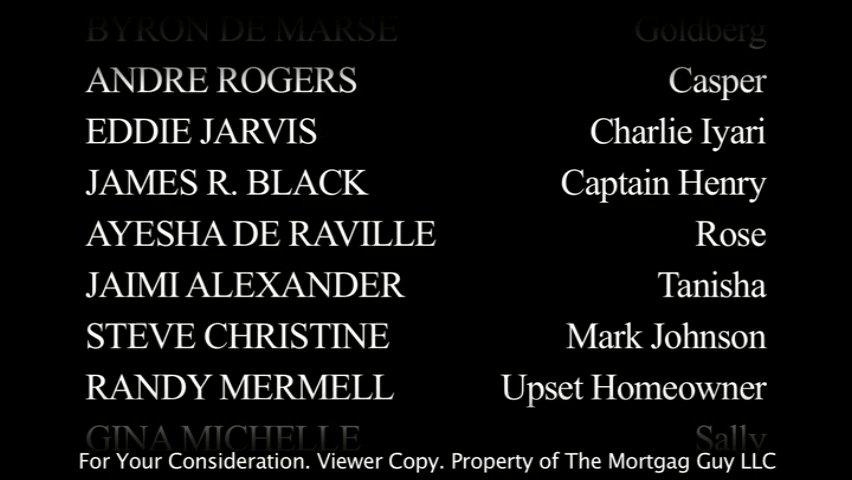 BYRON DE MARSE Goldberg
ANDRE ROGERS Casper
EDDIE JARVIS Charlie Iyari
JAMES R. BLACK Captain Henry
AYESHA DE RAVILLE Rose
JAIMI ALEXANDER Tanisha
STEVE CHRISTINE Mark Johnson
RANDY MERMELL Upset Homeowner
GINA MICHELLE Sally
For Your Consideration. Viewer Copy. Property of The Mortgag Guy LLC